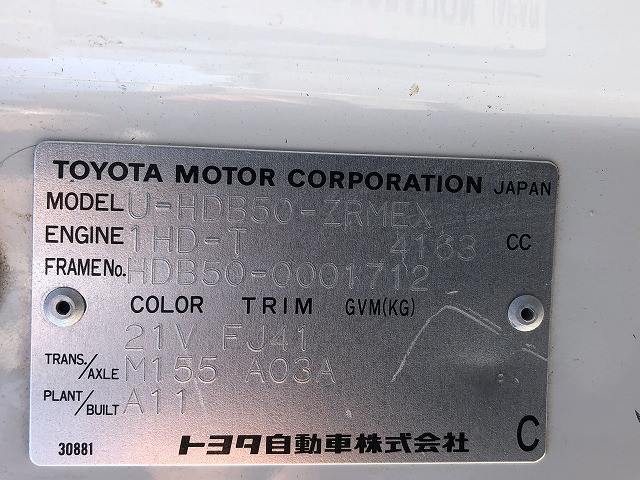 TOYOTA MOTOR CORPORATION JAPAN
MODEL U-HDB50-ZRMEX
ENGINE 1HD-T 4163 CC
FRAME No. HDB50-0001712
COLOR TRIM GVM(KG)
21V FJ41
TRANS./AXLE M155 A03A
PLANT/BUILT A11
30881 トヨタ自動車株式会社 C